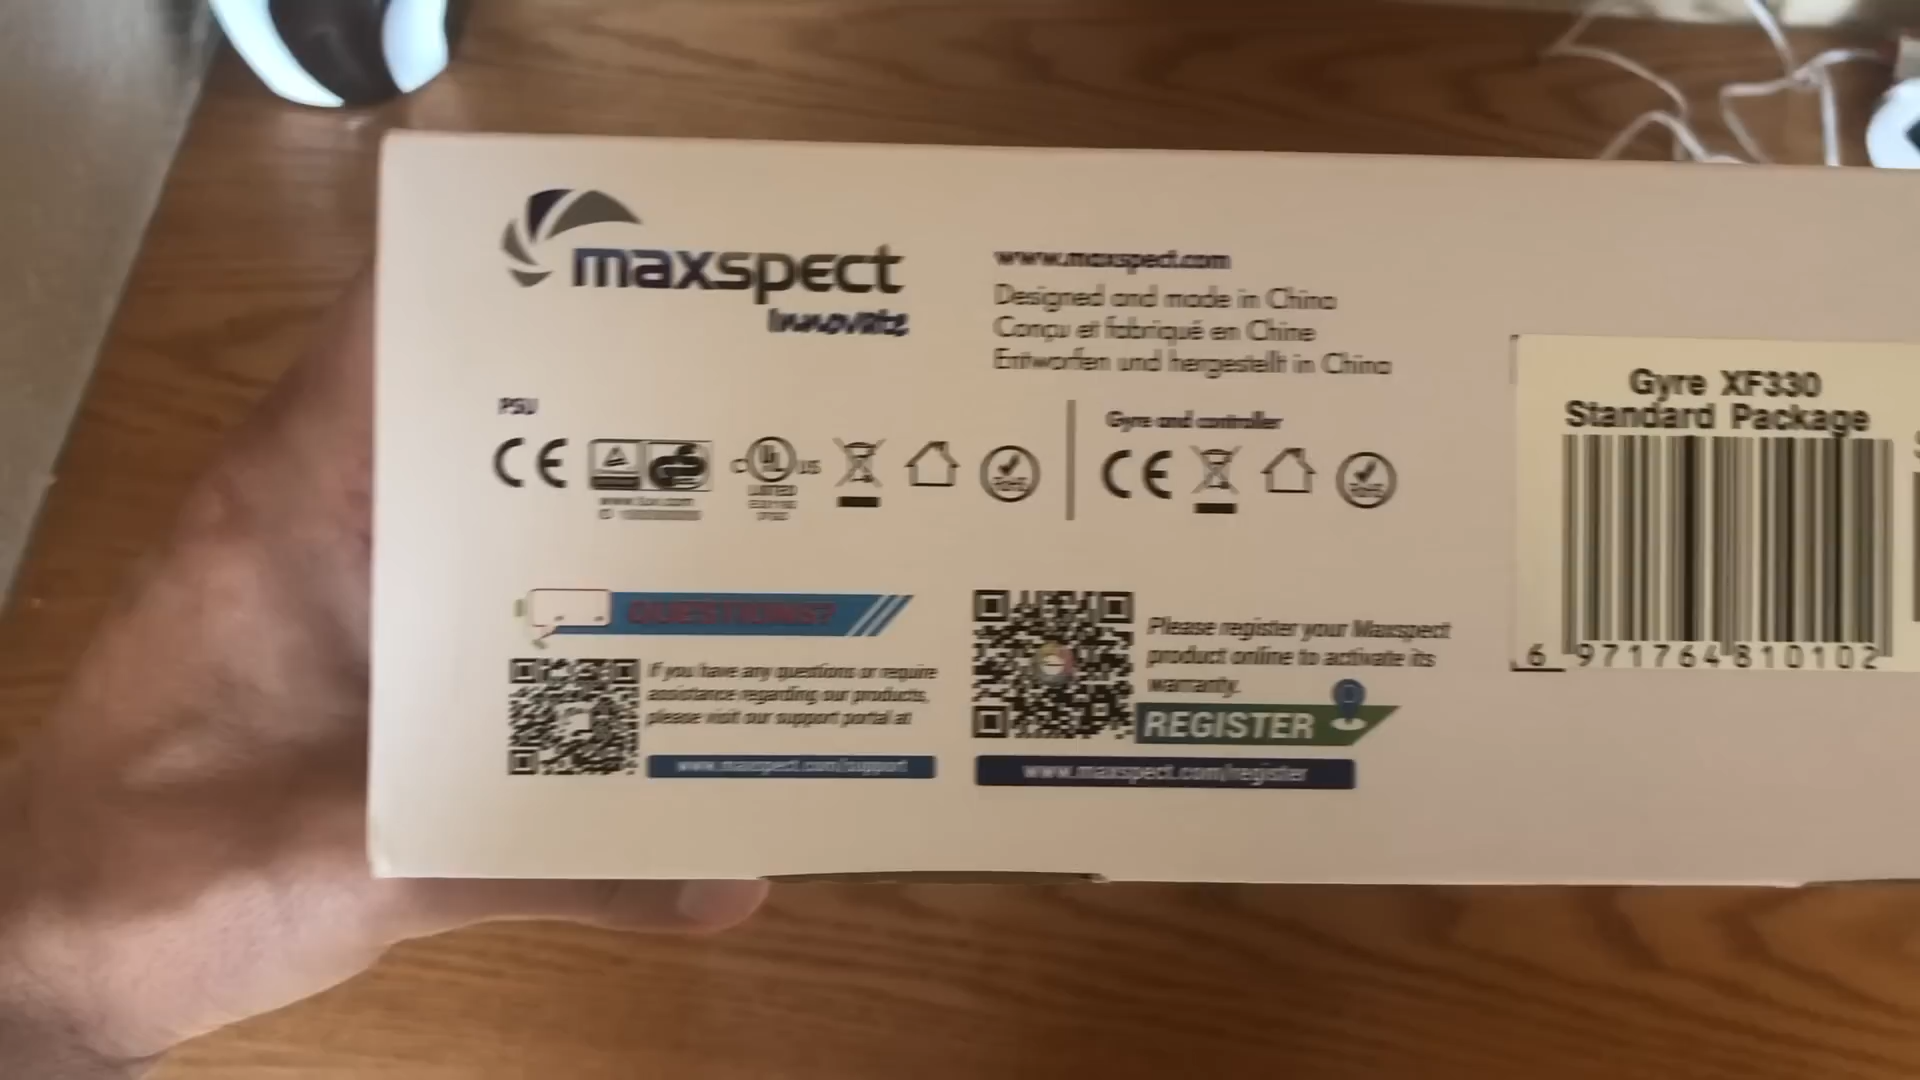 maxspect
Innovate
www.maxspect.com
Designed and made in China
Conçu et fabriqué en Chine
Entworfen und hergestellt in China
PSU
CE
c UL US
LISTED
RoHS
Gyre and controller
CE
RoHS
QUESTIONS?
If you have any questions or require
assistance regarding our products,
please visit our support portal at
www.maxspect.com/support
Please register your Maxspect
product online to activate its
warranty.
REGISTER
www.maxspect.com/register
Gyre XF330
Standard Package
6 971764 810102